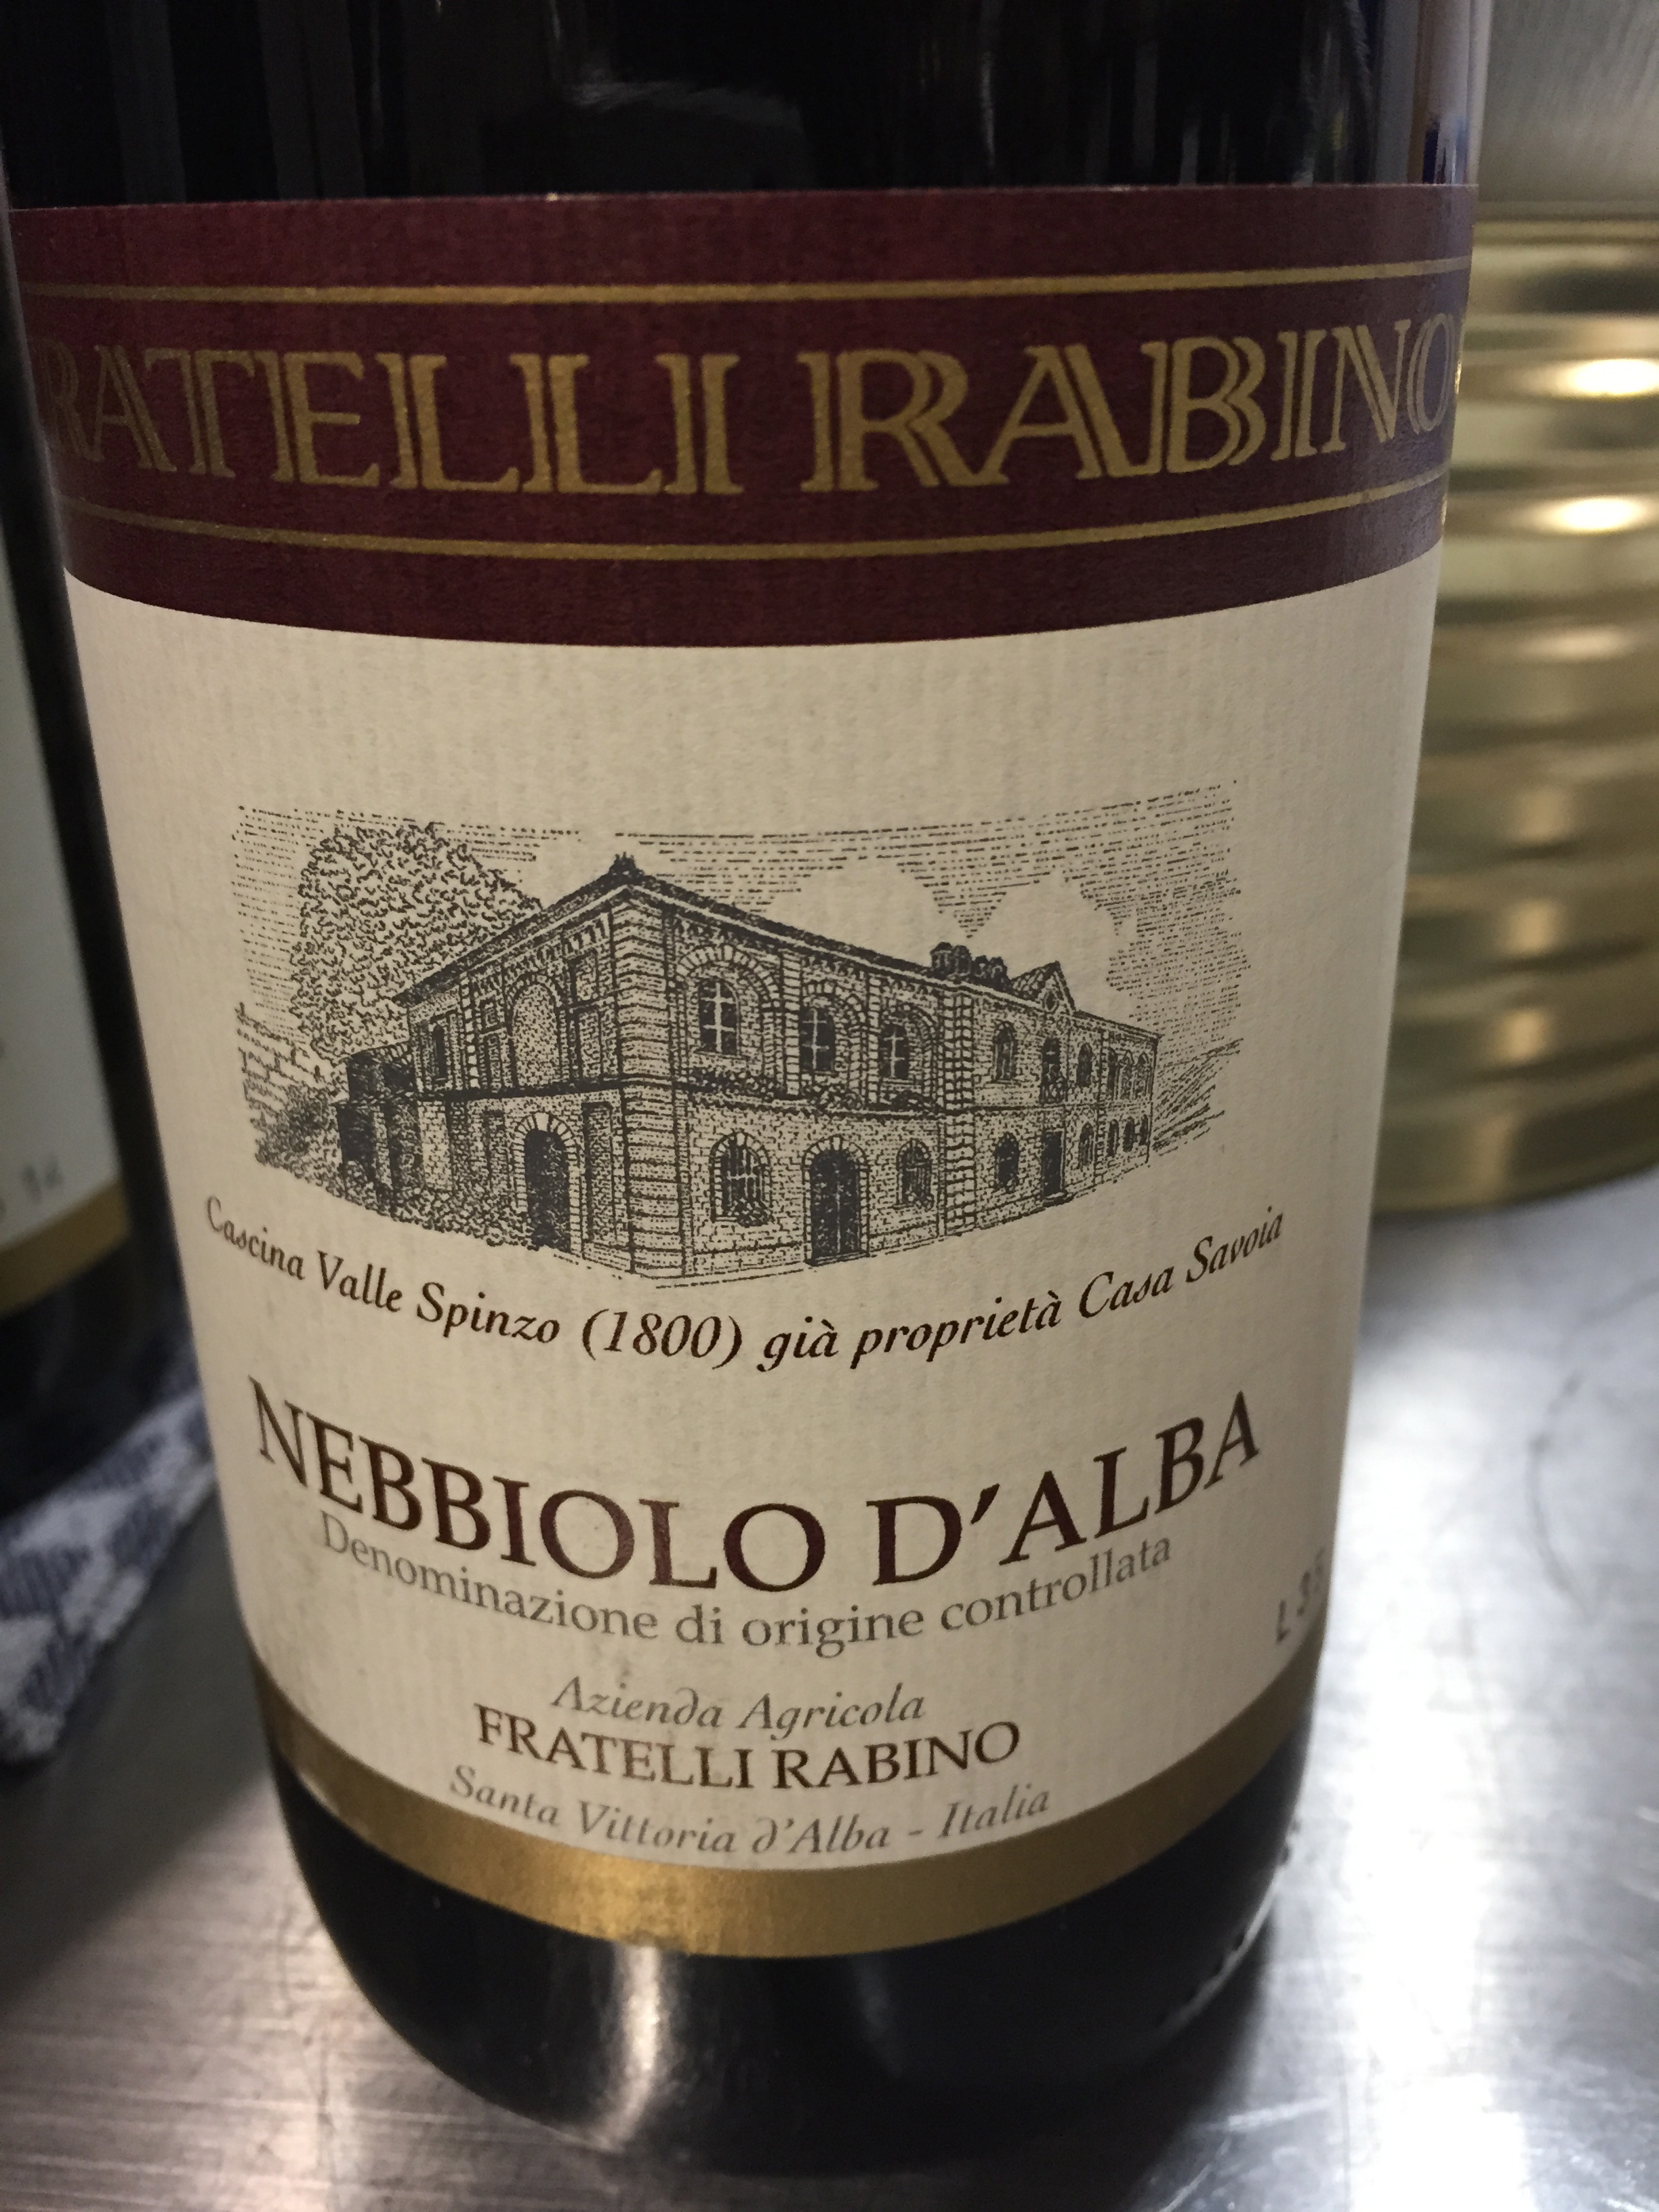 FRATELLI RABINO
Cascina Valle Spinzo (1800) già proprietà Casa Savoia
NEBBIOLO D'ALBA
Denominazione di origine controllata
L 35
Azienda Agricola
FRATELLI RABINO
Santa Vittoria d'Alba - Italia